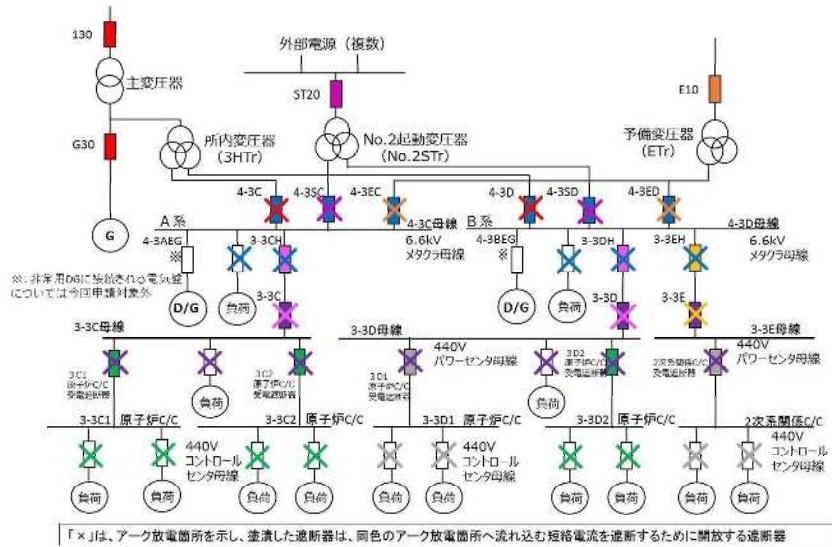 130
外部電源（複数）
主変圧器
ST20
E10
G30
所内変圧器
(3HTr)
No.2起動変圧器
(No.2STr)
予備変圧器
(ETr)
4-3C
4-3SC
4-3EC
4-3D
4-3SD
4-3ED
G
A系
4-3C母線
B系
4-3D母線
4-3AEG
※
3-3CH
6.6kV
メタクラ母線
4-3BEG
※
3-3DH
3-3EH
6.6kV
メタクラ母線
※：非常用DGに接続される電気盤
については今回申請対象外
D/G
負荷
3-3C
D/G
負荷
3-3D
3-3E
3-3C母線
3-3D母線
3-3E母線
3C1
原子炉C/C
受電遮断器
負荷
3C2
原子炉C/C
受電遮断器
440V
パワーセンタ母線
3D1
原子炉C/C
受電遮断器
負荷
3D2
原子炉C/C
受電遮断器
2次系関係C/C
受電遮断器
440V
パワーセンタ母線
3-3C1
原子炉C/C
3-3C2
原子炉C/C
3-3D1
原子炉C/C
3-3D2
原子炉C/C
2次系関係C/C
440V
コントロール
センタ母線
440V
コントロール
センタ母線
440V
コントロール
センタ母線
負荷
負荷
負荷
負荷
負荷
負荷
負荷
負荷
負荷
負荷
「×」は、アーク放電箇所を示し、塗潰した遮断器は、同色のアーク放電箇所へ流れ込む短絡電流を遮断するために開放する遮断器